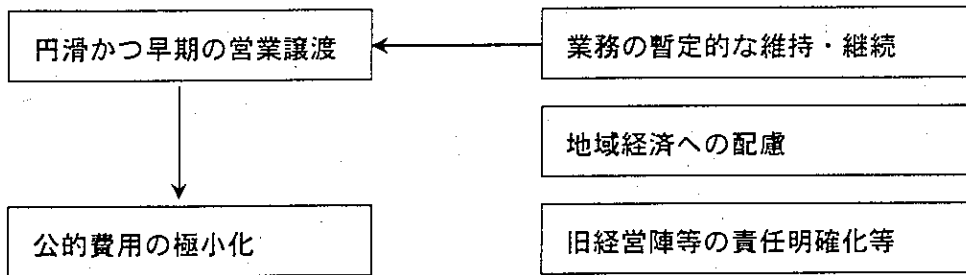 円滑かつ早期の営業譲渡
業務の暫定的な維持・継続
地域経済への配慮
公的費用の極小化
旧経営陣等の責任明確化等